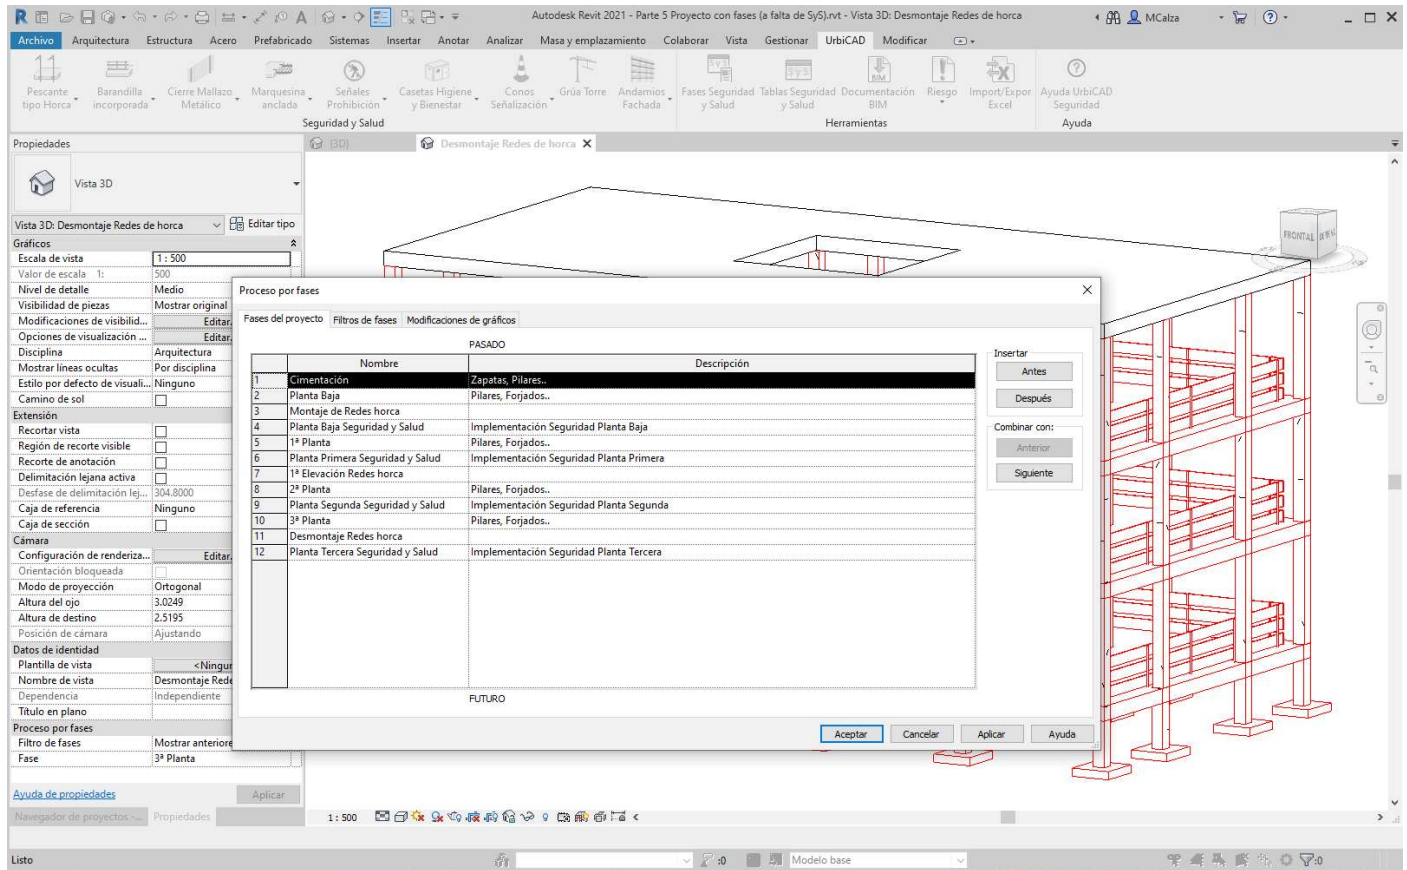 Autodesk Revit 2021 - Parte 5 Proyecto con fases (a falta de SyS).rvt - Vista 3D: Desmontaje Redes de horca
MCalza
Archivo Arquitectura Estructura Acero Prefabricado Sistemas Insertar Anotar Analizar Masa y emplazamiento Colaborar Vista Gestionar UrbiCAD Modificar
Pescante tipo Horca
Barandilla incorporada
Cierre Mallazo Metálico
Marquesina anclada
Señales Prohibición
Casetas Higiene y Bienestar
Conos Señalización
Grúa Torre
Andamios Fachada
Fases Seguridad y Salud
Tablas Seguridad y Salud
Documentación BIM
Riesgo
Import/Expor Excel
Ayuda UrbiCAD Seguridad
Seguridad y Salud
Herramientas
Ayuda
Propiedades
(3D)
Desmontaje Redes de horca
Vista 3D
Vista 3D: Desmontaje Redes de horca
Editar tipo
Gráficos
Escala de vista 1 : 500
Valor de escala 1: 500
Nivel de detalle Medio
Visibilidad de piezas Mostrar original
Modificaciones de visibilid... Editar.
Opciones de visualización ... Editar.
Disciplina Arquitectura
Mostrar líneas ocultas Por disciplina
Estilo por defecto de visuali... Ninguno
Camino de sol
Extensión
Recortar vista
Región de recorte visible
Recorte de anotación
Delimitación lejana activa
Desfase de delimitación lej... 304.8000
Caja de referencia Ninguno
Caja de sección
Cámara
Configuración de renderiza... Editar.
Orientación bloqueada
Modo de proyección Ortogonal
Altura del ojo 3.0249
Altura de destino 2.5195
Posición de cámara Ajustando
Datos de identidad
Plantilla de vista <Ningur
Nombre de vista Desmontaje Rede
Dependencia Independiente
Título en plano
Proceso por fases
Filtro de fases Mostrar anteriore
Fase 3ª Planta
Ayuda de propiedades
Aplicar
Navegador de proyectos -... Propiedades
Proceso por fases
Fases del proyecto Filtros de fases Modificaciones de gráficos
PASADO
Nombre Descripción
1 Cimentación Zapatas, Pilares..
2 Planta Baja Pilares, Forjados..
3 Montaje de Redes horca
4 Planta Baja Seguridad y Salud Implementación Seguridad Planta Baja
5 1ª Planta Pilares, Forjados..
6 Planta Primera Seguridad y Salud Implementación Seguridad Planta Primera
7 1ª Elevación Redes horca
8 2ª Planta Pilares, Forjados..
9 Planta Segunda Seguridad y Salud Implementación Seguridad Planta Segunda
10 3ª Planta Pilares, Forjados..
11 Desmontaje Redes horca
12 Planta Tercera Seguridad y Salud Implementación Seguridad Planta Tercera
FUTURO
Insertar
Antes
Después
Combinar con:
Anterior
Siguiente
Aceptar Cancelar Aplicar Ayuda
FRONTAL
1 : 500
Listo
:0
Modelo base
:0